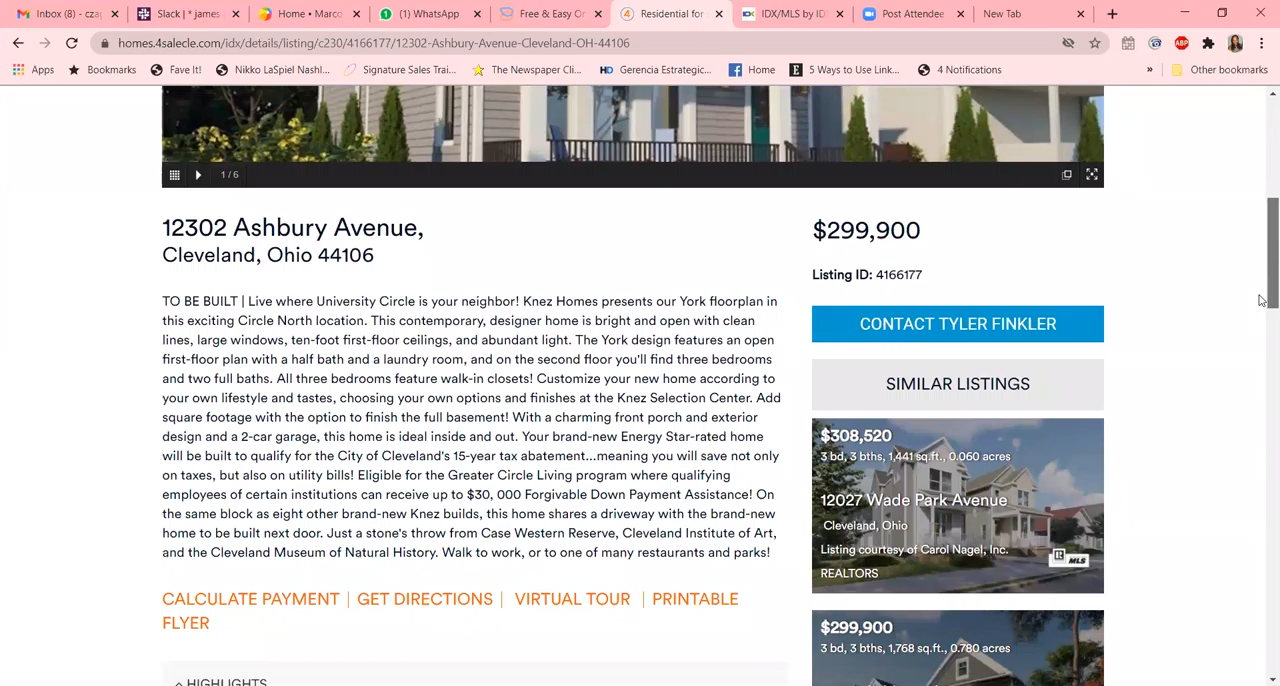 Inbox (8) - cza
Slack | * james
Home • Marco
(1) WhatsApp
Free & Easy Or
Residential for
IDX/MLS by ID
Post Attendee
New Tab
homes.4salecle.com/idx/details/listing/c230/4166177/12302-Ashbury-Avenue-Cleveland-OH-44106
ABP
Apps
Bookmarks
Fave It!
Nikko LaSpiel Nashl...
Signature Sales Trai...
The Newspaper Cli...
HD Gerencia Estrategic...
Home
5 Ways to Use Link...
4 Notifications
»
Other bookmarks
1 / 6
12302 Ashbury Avenue,
Cleveland, Ohio 44106
TO BE BUILT | Live where University Circle is your neighbor! Knez Homes presents our York floorplan in
this exciting Circle North location. This contemporary, designer home is bright and open with clean
lines, large windows, ten-foot first-floor ceilings, and abundant light. The York design features an open
first-floor plan with a half bath and a laundry room, and on the second floor you'll find three bedrooms
and two full baths. All three bedrooms feature walk-in closets! Customize your new home according to
your own lifestyle and tastes, choosing your own options and finishes at the Knez Selection Center. Add
square footage with the option to finish the full basement! With a charming front porch and exterior
design and a 2-car garage, this home is ideal inside and out. Your brand-new Energy Star-rated home
will be built to qualify for the City of Cleveland's 15-year tax abatement...meaning you will save not only
on taxes, but also on utility bills! Eligible for the Greater Circle Living program where qualifying
employees of certain institutions can receive up to $30, 000 Forgivable Down Payment Assistance! On
the same block as eight other brand-new Knez builds, this home shares a driveway with the brand-new
home to be built next door. Just a stone's throw from Case Western Reserve, Cleveland Institute of Art,
and the Cleveland Museum of Natural History. Walk to work, or to one of many restaurants and parks!
CALCULATE PAYMENT | GET DIRECTIONS | VIRTUAL TOUR | PRINTABLE
FLYER
HIGHLIGHTS
$299,900
Listing ID: 4166177
CONTACT TYLER FINKLER
SIMILAR LISTINGS
$308,520
3 bd, 3 bths, 1,441 sq.ft., 0.060 acres
12027 Wade Park Avenue
Cleveland, Ohio
Listing courtesy of Carol Nagel, Inc.
REALTORS
MLS
$299,900
3 bd, 3 bths, 1,768 sq.ft., 0.780 acres